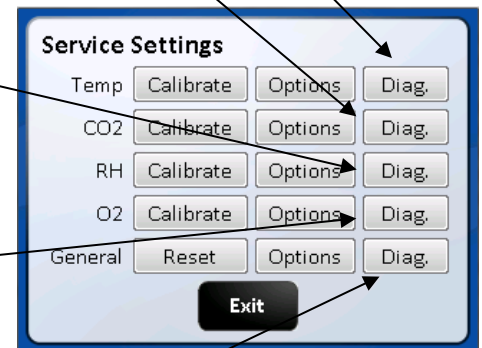 Service Settings
Temp Calibrate Options Diag.
CO2 Calibrate Options Diag.
RH Calibrate Options Diag.
O2 Calibrate Options Diag.
General Reset Options Diag.
Exit